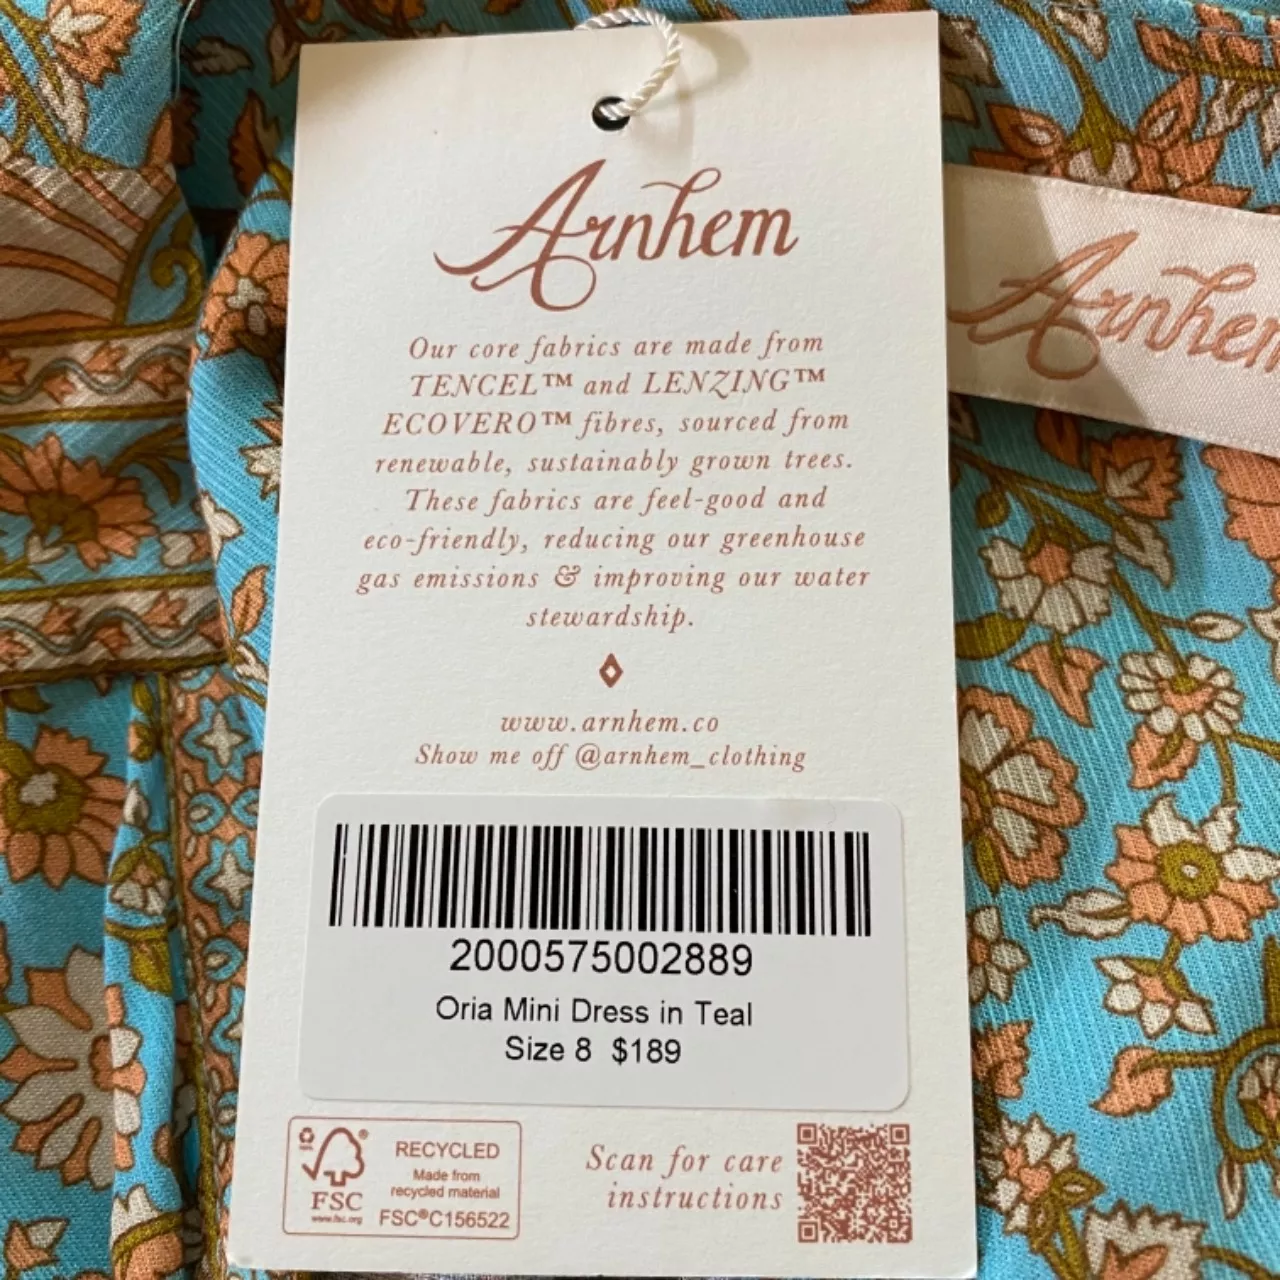 Arnhem
Our core fabrics are made from
TENCEL™ and LENZING™
ECOVERO™ fibres, sourced from
renewable, sustainably grown trees.
These fabrics are feel-good and
eco-friendly, reducing our greenhouse
gas emissions & improving our water
stewardship.
www.arnhem.co
Show me off @arnhem_clothing
2000575002889
Oria Mini Dress in Teal
Size 8 $189
FSC
www.fsc.org
RECYCLED
Made from
recycled material
FSC®C156522
Scan for care
instructions
Arnhem